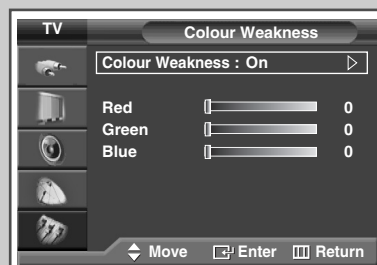 TV
Colour Weakness
Colour Weakness : On
Red 0
Green 0
Blue 0
Move Enter Return